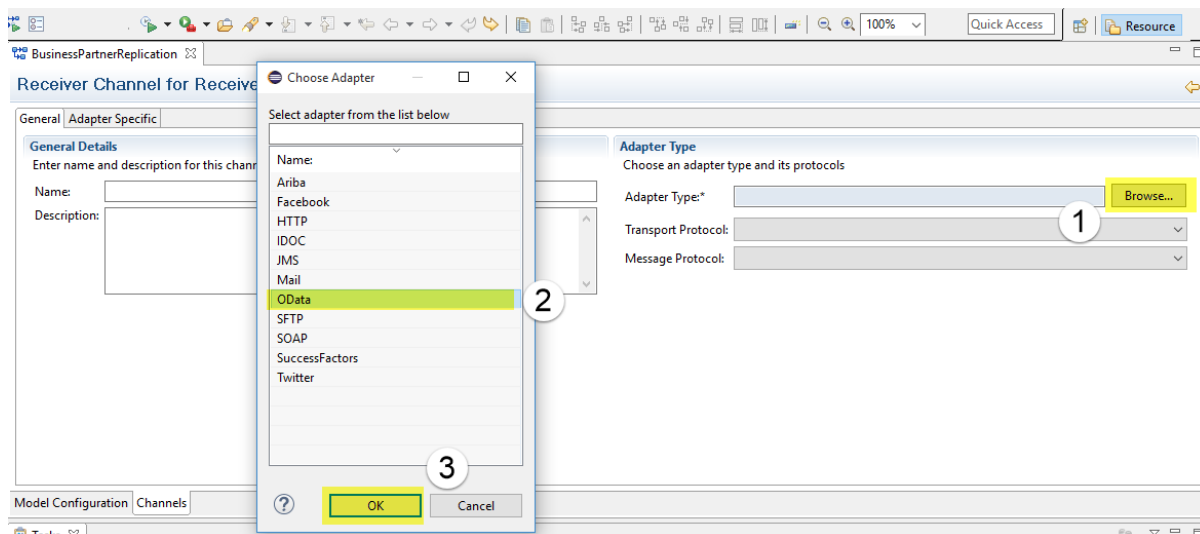 100%
Quick Access
Resource
BusinessPartnerReplication
Receiver Channel for Receive
General Adapter Specific
General Details
Enter name and description for this chann
Name:
Description:
Choose Adapter
Select adapter from the list below
Name:
Ariba
Facebook
HTTP
IDOC
JMS
Mail
OData
SFTP
SOAP
SuccessFactors
Twitter
2
3
OK
Cancel
Adapter Type
Choose an adapter type and its protocols
Adapter Type:*
Browse...
1
Transport Protocol:
Message Protocol:
Model Configuration Channels